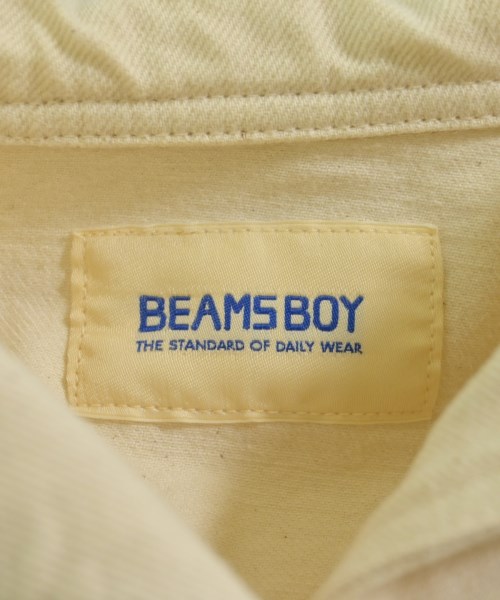 BEAMS BOY
THE STANDARD OF DAILY WEAR